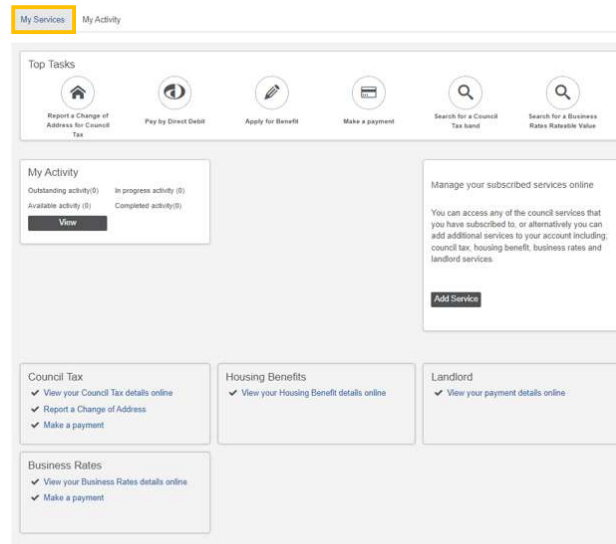 My Services My Activity
Top Tasks
Report a Change of
Address for Council
Tax
Pay by Direct Debit
Apply for Benefit
Make a payment
Search for a Council
Tax band
Search for a Business
Rates Rateable Value
My Activity
Outstanding activity(0) In progress activity (0)
Available activity (0) Completed activity(0)
View
Manage your subscribed services online
You can access any of the council services that
you have subscribed to, or alternatively you can
add additional services to your account including;
council tax, housing benefit, business rates and
landlord services.
Add Service
Council Tax
View your Council Tax details online
Report a Change of Address
Make a payment
Housing Benefits
View your Housing Benefit details online
Landlord
View your payment details online
Business Rates
View your Business Rates details online
Make a payment